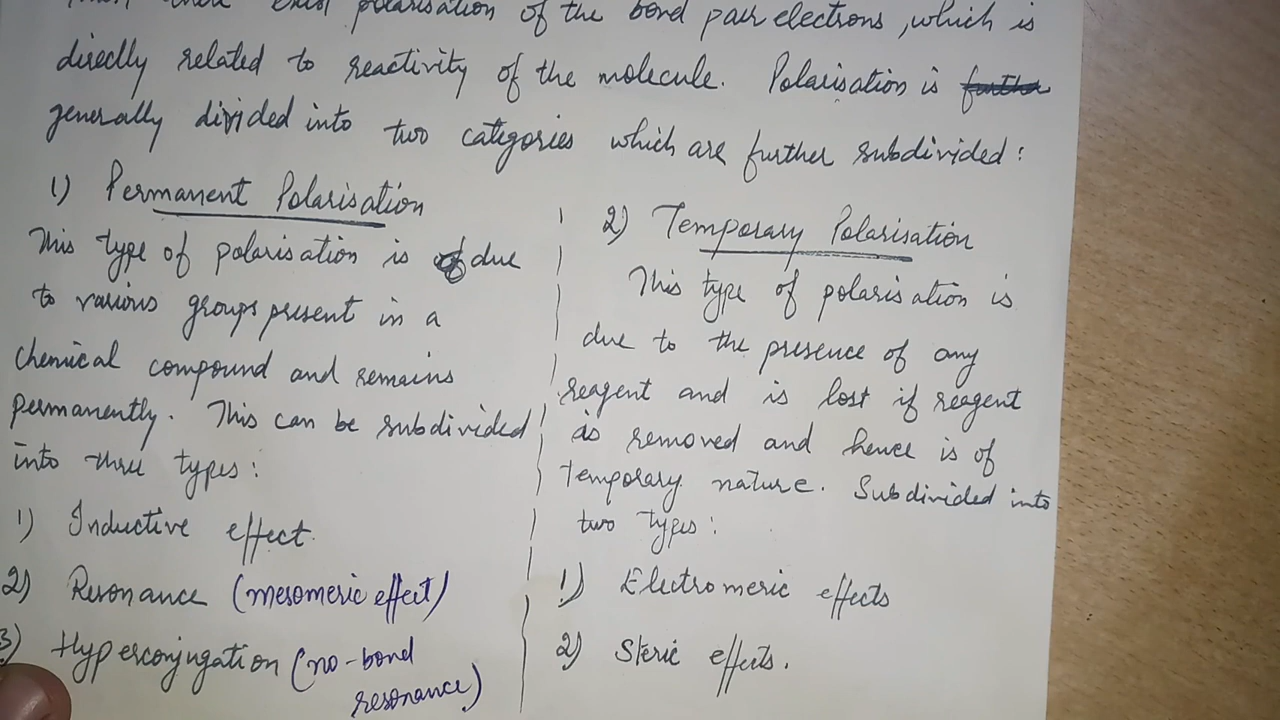 there exist polarisation of the bond pair electrons, which is
directly related to reactivity of the molecule. Polarisation is further
generally divided into two categories which are further subdivided:
1) Permanent Polarisation
This type of polarisation is of due
to various groups present in a
chemical compound and remains
permanently. This can be subdivided
into three types:
1) Inductive effect.
2) Resonance (mesomeric effect)
3) Hyperconjugation (no-bond
resonance)
2) Temporary Polarisation
This type of polarisation is
due to the presence of any
reagent and is lost if reagent
is removed and hence is of
temporary nature. Subdivided into
two types:
1) Electromeric effects
2) Steric effects.